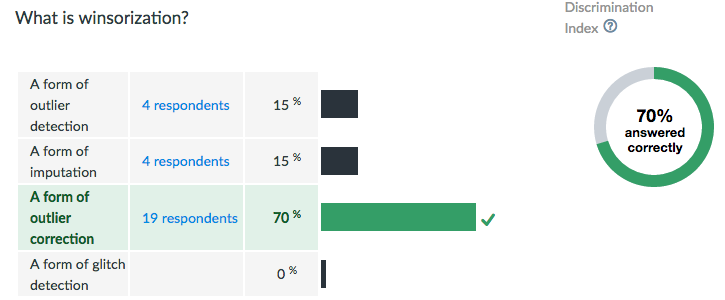 What is winsorization?
Discrimination
Index ?
A form of
outlier
detection
4 respondents
15 %
A form of
imputation
4 respondents
15 %
A form of
outlier
correction
19 respondents
70 %
A form of glitch
detection
0 %
70%
answered
correctly